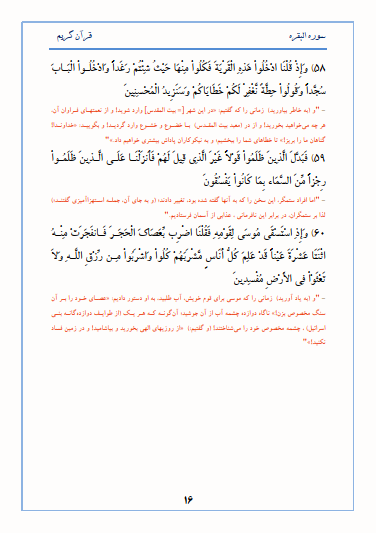 سوره البقره
قرآن کریم
۵۸) وَإِذْ قُلْنَا ادْخُلُواْ هَذِهِ الْقَرْيَةَ فَكُلُواْ مِنْهَا حَيْثُ شِئْتُمْ رَغَداً وَادْخُلُواْ الْبَابَ
سُجَّداً وَقُولُواْ حِطَّةٌ نَّغْفِرْ لَكُمْ خَطَايَاكُمْ وَسَنَزِيدُ الْمُحْسِنِينَ
- "و (به خاطر بیاورید) زمانی را که گفتیم: «در این شهر [= بیت المقدس] وارد شوید! و از نعمتهای فراوان آن،
هر چه می‌خواهید بخورید! و از در (معبد بیت المقدس) با خضوع و خشوع وارد گردید! و بگویید: «خداوندا!
گناهان ما را بریز!» تا خطاهای شما را ببخشیم؛ و به نیکوکاران پاداش بیشتری خواهیم داد.»"
۵۹) فَبَدَّلَ الَّذِينَ ظَلَمُواْ قَوْلاً غَيْرَ الَّذِي قِيلَ لَهُمْ فَأَنزَلْنَا عَلَى الَّذِينَ ظَلَمُواْ
رِجْزاً مِّنَ السَّمَاء بِمَا كَانُواْ يَفْسُقُونَ
- "اما افراد ستمگر، این سخن را که به آنها گفته شده بود، تغییر دادند؛ (و به جای آن، جمله استهزاآمیزی گفتند؛)
لذا بر ستمگران، در برابر این نافرمانی، عذابی از آسمان فرستادیم."
۶۰) وَإِذِ اسْتَسْقَى مُوسَى لِقَوْمِهِ فَقُلْنَا اضْرِب بِّعَصَاكَ الْحَجَرَ فَانفَجَرَتْ مِنْهُ
اثْنَتَا عَشْرَةَ عَيْناً قَدْ عَلِمَ كُلُّ أُنَاسٍ مَّشْرَبَهُمْ كُلُواْ وَاشْرَبُواْ مِن رِّزْقِ اللَّهِ وَلاَ
تَعْثَوْاْ فِي الأَرْضِ مُفْسِدِينَ
- "و (به یاد آورید) زمانی را که موسی برای قوم خویش، آب طلبید، به او دستور دادیم: «عصای خود را بر آن
سنگ مخصوص بزن!» ناگاه دوازده چشمه آب از آن جوشید؛ آن‌گونه که هر یک (از طوایف دوازده‌گانه بنی
اسرائیل)، چشمه مخصوص خود را می‌شناختند! (و گفتیم:) «از روزیهای الهی بخورید و بیاشامید! و در زمین فساد
نکنید!»"
۱۶